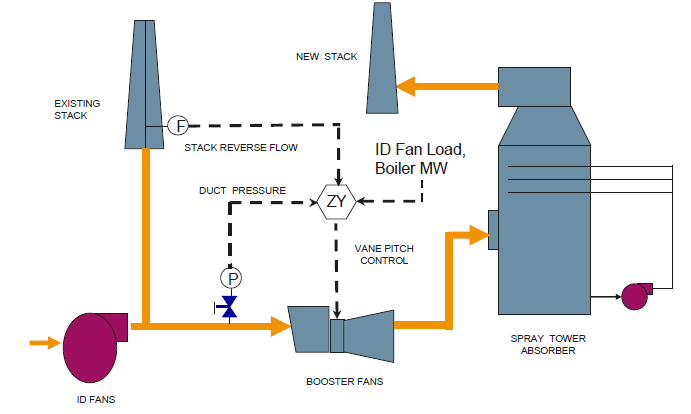 NEW STACK
EXISTING
STACK
F
STACK REVERSE FLOW
ID Fan Load,
Boiler MW
DUCT PRESSURE
ZY
VANE PITCH
CONTROL
P
SPRAY TOWER
ABSORBER
BOOSTER FANS
ID FANS